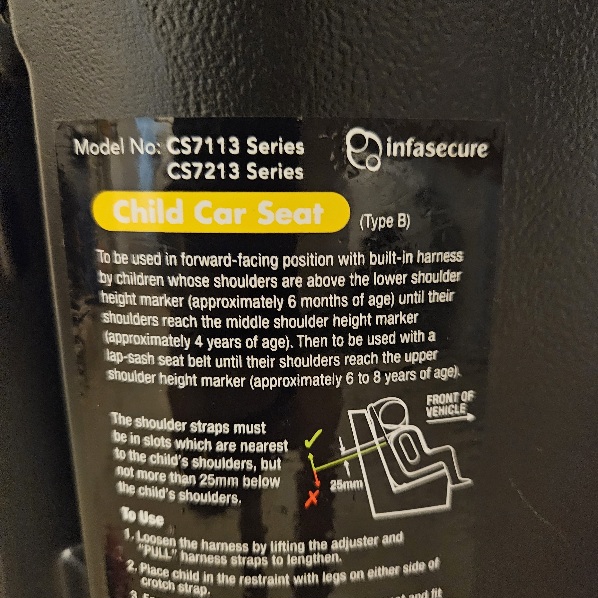 Model No: CS7113 Series
CS7213 Series
infasecure
Child Car Seat
(Type B)
To be used in forward-facing position with built-in harness
by children whose shoulders are above the lower shoulder
height marker (approximately 6 months of age) until their
shoulders reach the middle shoulder height marker
(approximately 4 years of age). Then to be used with a
lap-sash seat belt until their shoulders reach the upper
shoulder height marker (approximately 6 to 8 years of age).
The shoulder straps must
be in slots which are nearest
to the child's shoulders, but
not more than 25mm below
the child's shoulders.
FRONT OF
VEHICLE
25mm
To Use
1. Loosen the harness by lifting the adjuster and
"PULL" harness straps to lengthen.
2. Place child in the restraint with legs on either side of
crotch strap.
3.
and fit